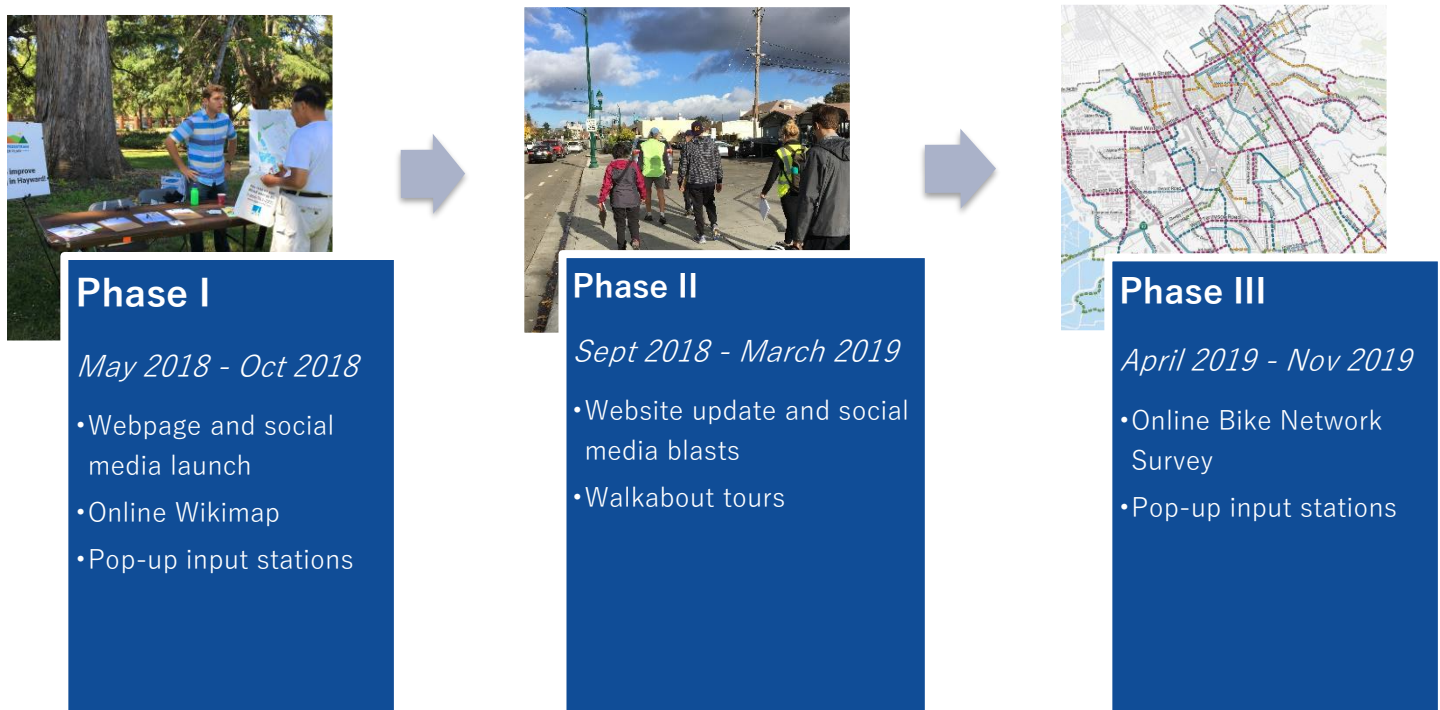 improve
in Hayward!
West A Street
Phase I
May 2018 - Oct 2018
•Webpage and social
media launch
•Online Wikimap
•Pop-up input stations
Phase II
Sept 2018 - March 2019
•Website update and social
media blasts
•Walkabout tours
Phase III
April 2019 - Nov 2019
•Online Bike Network
Survey
•Pop-up input stations